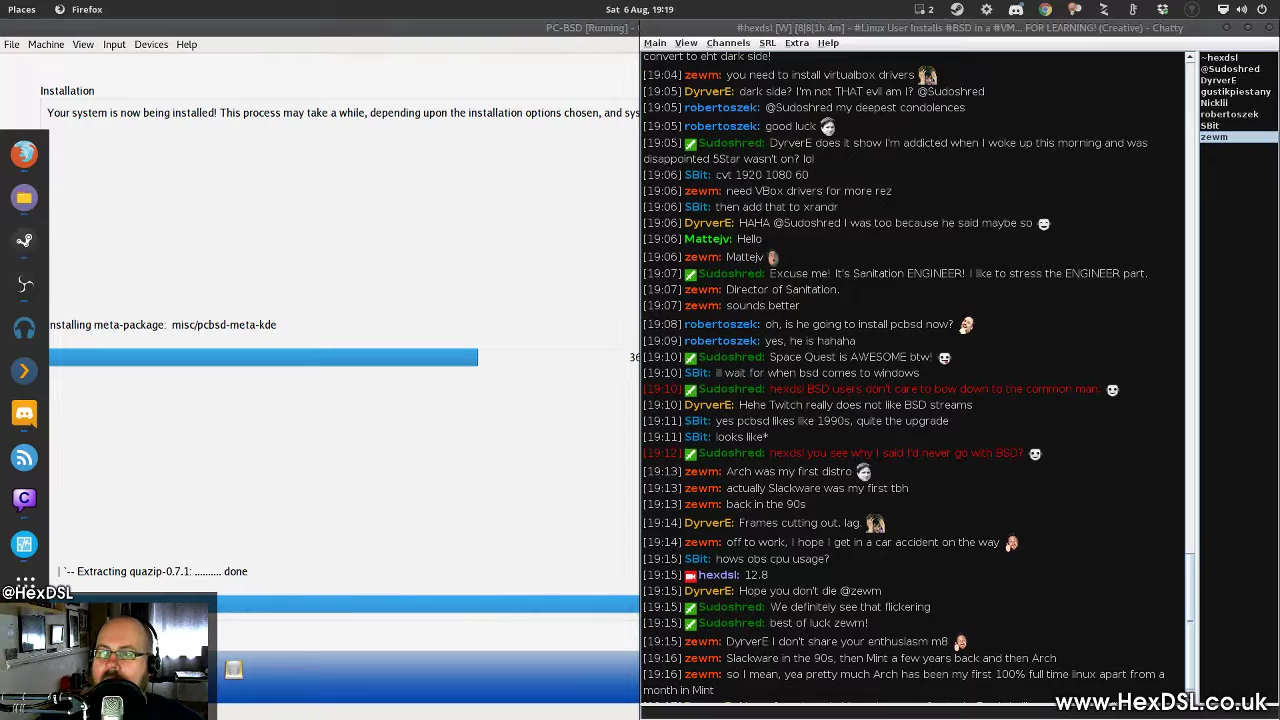 Places
Firefox
Sat 6 Aug, 19:19
2
PC-BSD [Running] -
#hexdsl [W] [8|8|1h 4m] - #Linux User Installs #BSD in a #VM... FOR LEARNING! (Creative) - Chatty
File Machine View Input Devices Help
Main View Channels SRL Extra Help
Installation
Your system is now being installed! This process may take a while, depending upon the installation options chosen, and sys
nstalling meta-package: misc/pcbsd-meta-kde
36
| `-- Extracting quazip-0.7.1: .......... done
@HexDSL
convert to eht dark side!
[19:04] zewm: you need to install virtualbox drivers
[19:05] DyrverE: dark side? I'm not THAT evil am I? @Sudoshred
[19:05] robertoszek: @Sudoshred my deepest condolences
[19:05] robertoszek: good luck
[19:05] Sudoshred: DyrverE does it show I'm addicted when I woke up this morning and was
disappointed 5Star wasn't on? lol
[19:06] SBit: cvt 1920 1080 60
[19:06] zewm: need VBox drivers for more rez
[19:06] SBit: then add that to xrandr
[19:06] DyrverE: HAHA @Sudoshred I was too because he said maybe so
[19:06] Mattejv: Hello
[19:06] zewm: Mattejv
[19:07] Sudoshred: Excuse me! It's Sanitation ENGINEER! I like to stress the ENGINEER part.
[19:07] zewm: Director of Sanitation.
[19:07] zewm: sounds better
[19:08] robertoszek: oh, is he going to install pcbsd now?
[19:09] robertoszek: yes, he is hahaha
[19:10] Sudoshred: Space Quest is AWESOME btw!
[19:10] SBit: ill wait for when bsd comes to windows
[19:10] Sudoshred: hexdsl BSD users don't care to bow down to the common man.
[19:10] DyrverE: Hehe Twitch really does not like BSD streams
[19:11] SBit: yes pcbsd likes like 1990s, quite the upgrade
[19:11] SBit: looks like*
[19:12] Sudoshred: hexdsl you see why I said I'd never go with BSD?
[19:13] zewm: Arch was my first distro
[19:13] zewm: actually Slackware was my first tbh
[19:13] zewm: back in the 90s
[19:14] DyrverE: Frames cutting out. lag.
[19:14] zewm: off to work, I hope I get in a car accident on the way
[19:15] SBit: hows obs cpu usage?
[19:15] hexdsl: 12.8
[19:15] DyrverE: Hope you don't die @zewm
[19:15] Sudoshred: We definitely see that flickering
[19:15] Sudoshred: best of luck zewm!
[19:15] zewm: DyrverE I don't share your enthusiasm m8
[19:16] zewm: Slackware in the 90s, then Mint a few years back and then Arch
[19:16] zewm: so I mean, yea pretty much Arch has been my first 100% full time linux apart from a
month in Mint
~hexdsl
@Sudoshred
DyrverE
gustikpiestany
Nicklii
robertoszek
SBit
zewm
www.HexDSL.co.uk